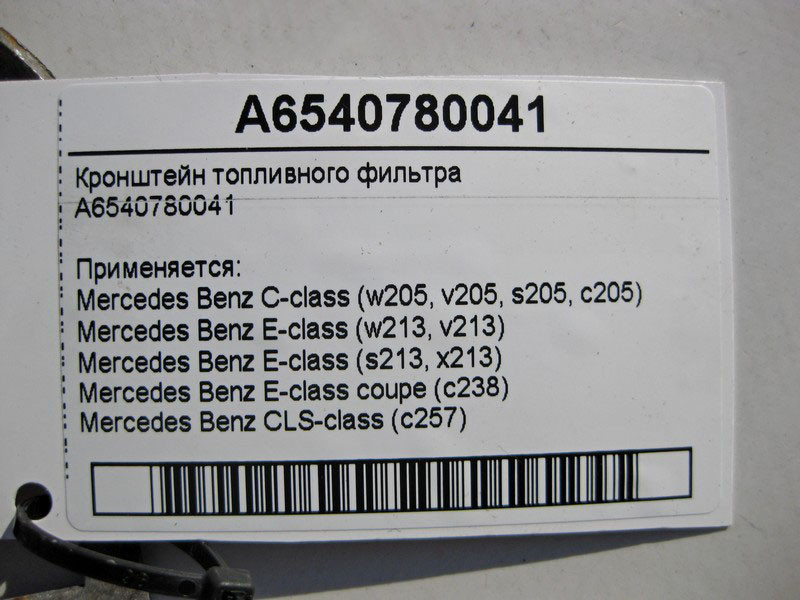 A6540780041
Кронштейн топливного фильтра
A6540780041
Применяется:
Mercedes Benz C-class (w205, v205, s205, c205)
Mercedes Benz E-class (w213, v213)
Mercedes Benz E-class (s213, x213)
Mercedes Benz E-class coupe (c238)
Mercedes Benz CLS-class (c257)